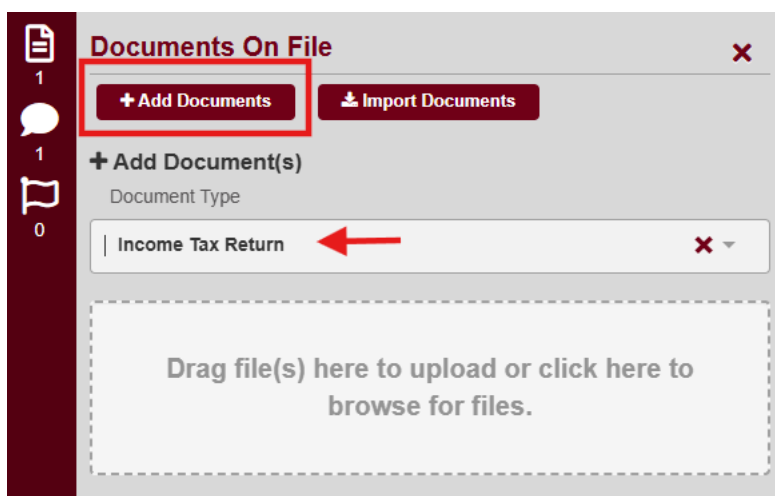 Documents On File
1
+ Add Documents
Import Documents
1
+ Add Document(s)
Document Type
0
Income Tax Return
Drag file(s) here to upload or click here to
browse for files.